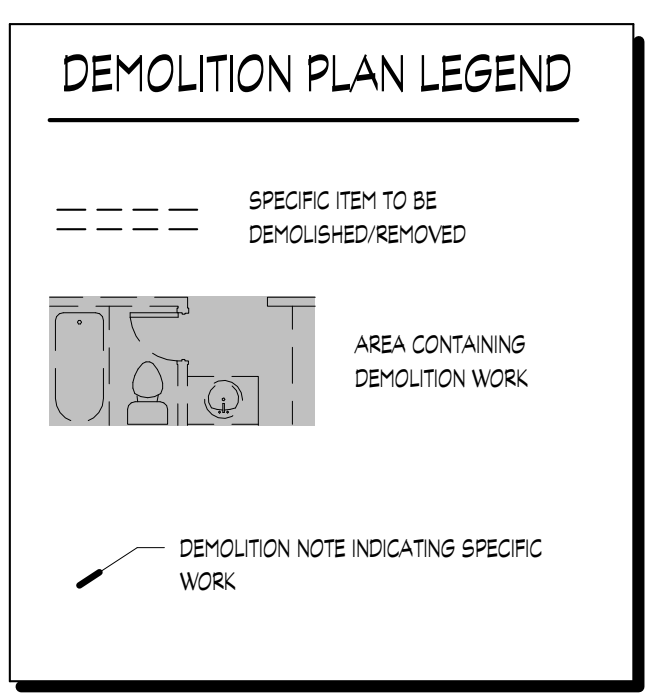 DEMOLITION PLAN LEGEND
SPECIFIC ITEM TO BE
DEMOLISHED/REMOVED
AREA CONTAINING
DEMOLITION WORK
DEMOLITION NOTE INDICATING SPECIFIC
WORK